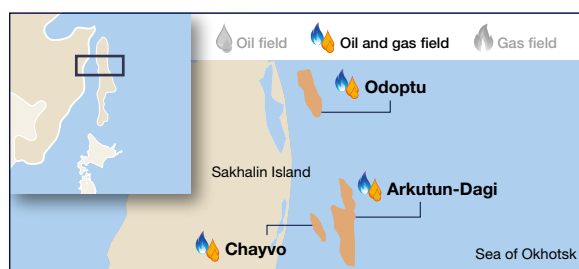 Oil field
Oil and gas field
Gas field
Odoptu
Sakhalin Island
Arkutun-Dagi
Chayvo
Sea of Okhotsk